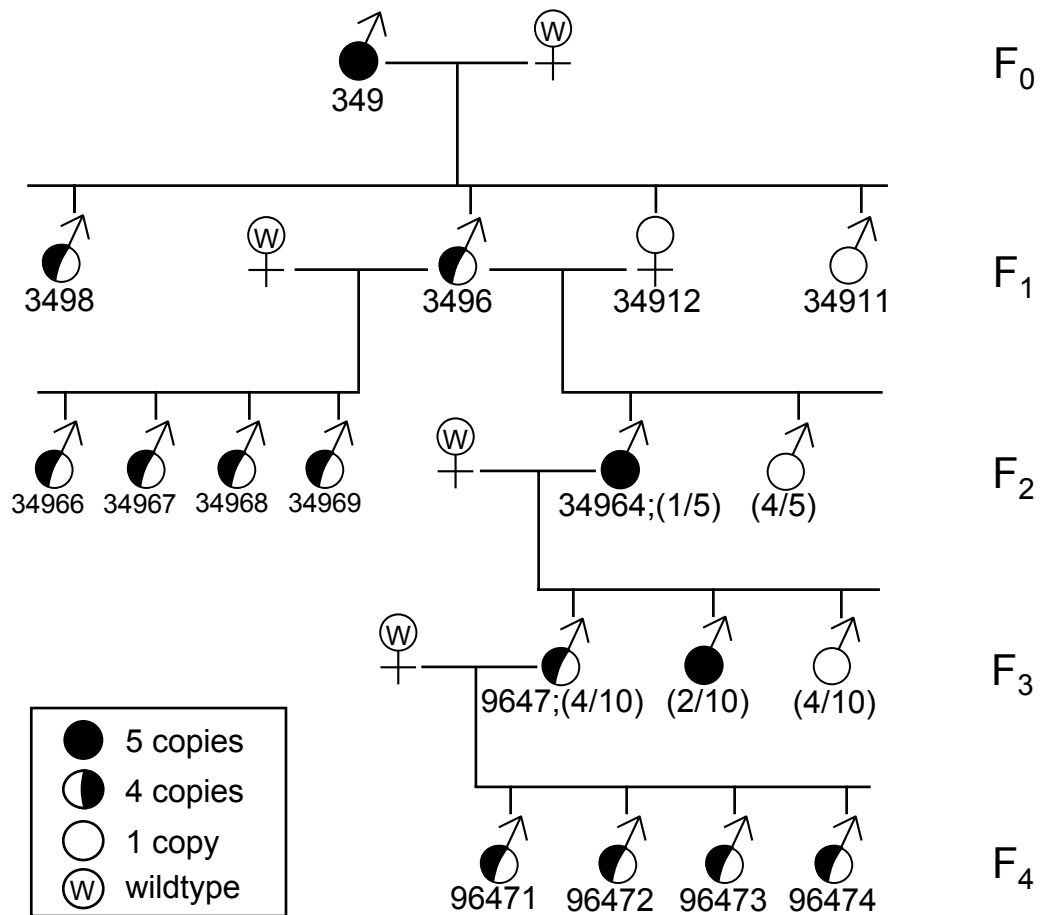 W
349
F0
W
3498
3496
34912
34911
F1
W
34966
34967
34968
34969
34964;(1/5)
(4/5)
F2
W
9647;(4/10)
(2/10)
(4/10)
F3
5 copies
4 copies
1 copy
W wildtype
96471
96472
96473
96474
F4